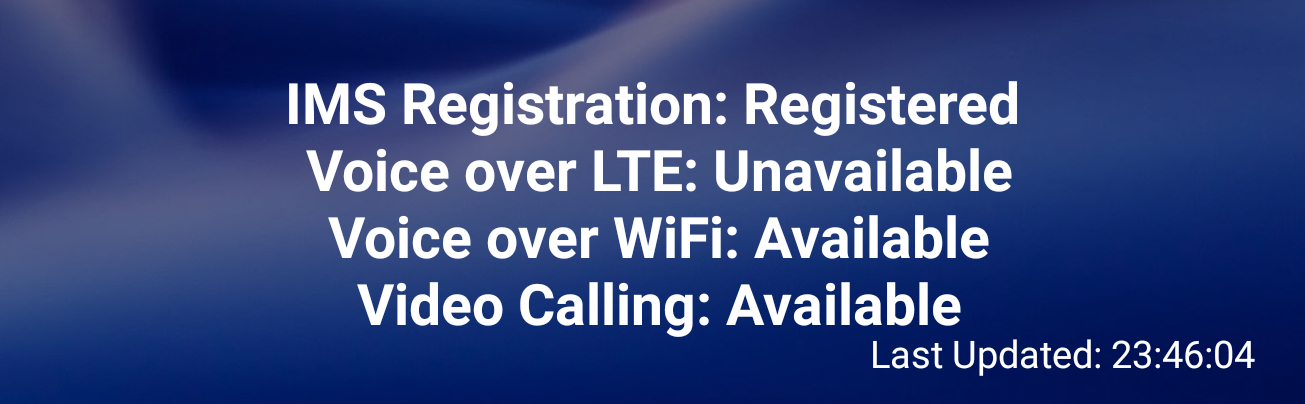 IMS Registration: Registered
Voice over LTE: Unavailable
Voice over WiFi: Available
Video Calling: Available
Last Updated: 23:46:04